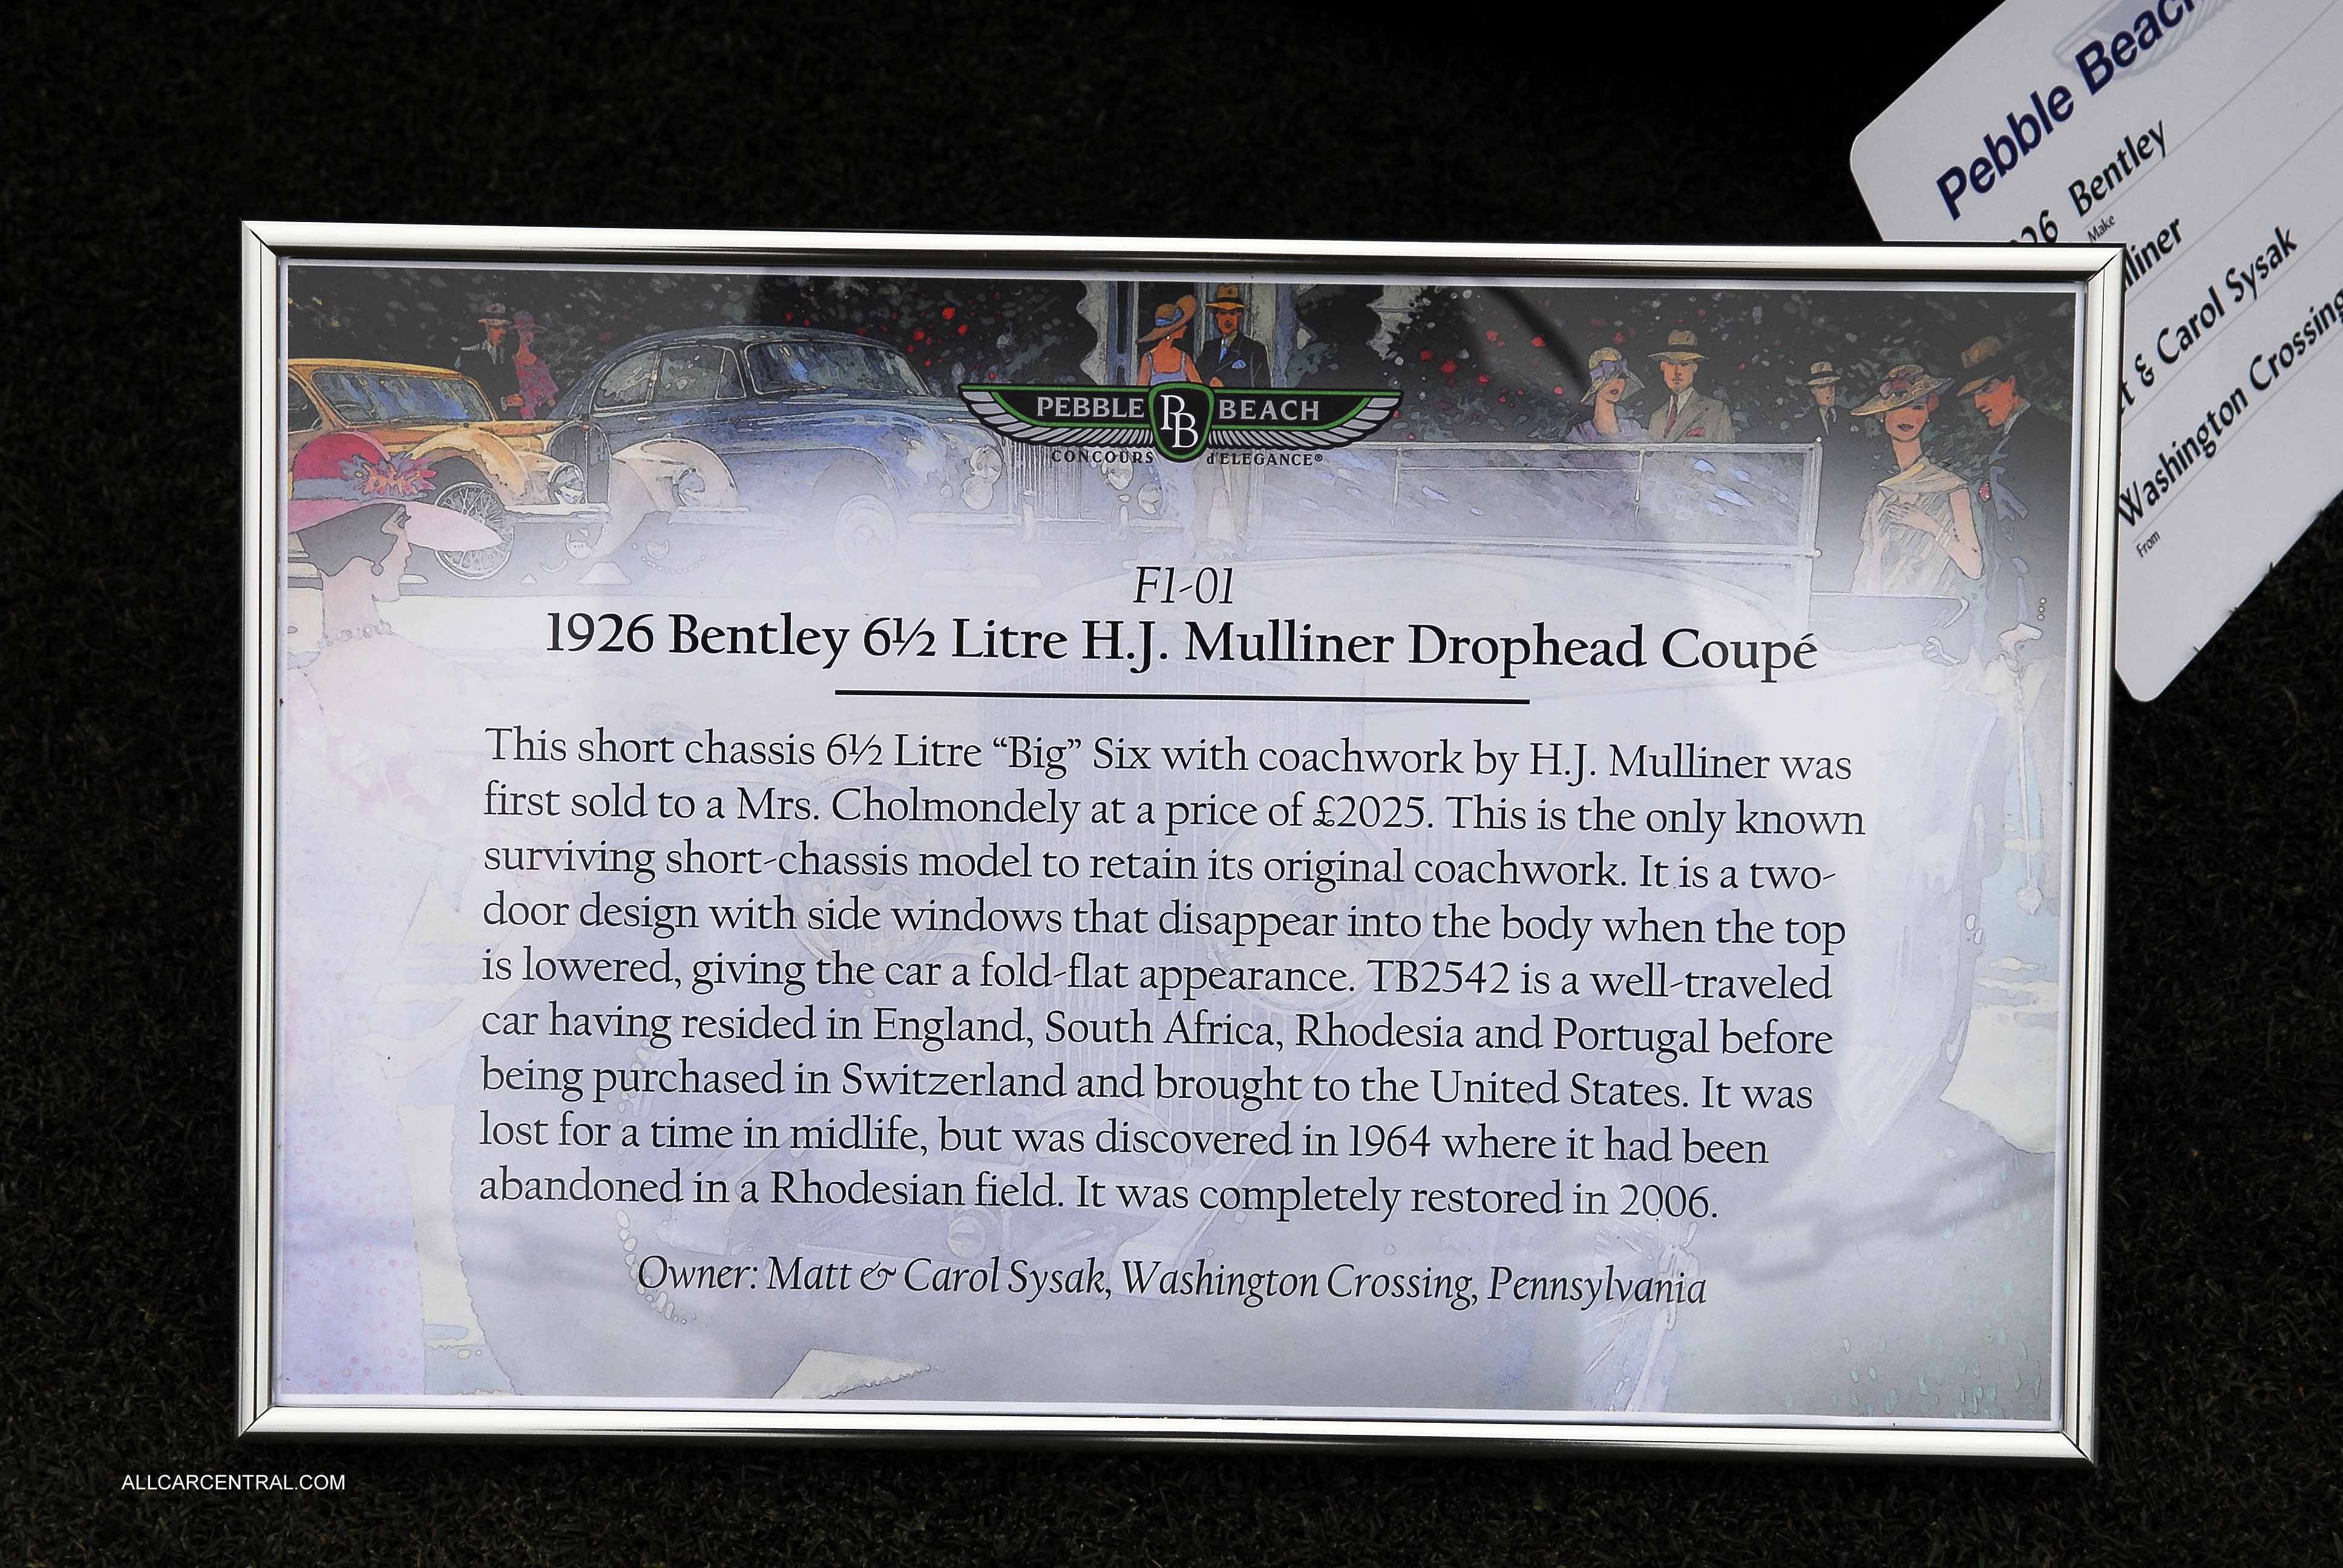 PEBBLE PB BEACH
CONCOURS d'ELEGANCE®
F1-01
1926 Bentley 6½ Litre H.J. Mulliner Drophead Coupé
This short chassis 6½ Litre “Big” Six with coachwork by H.J. Mulliner was
first sold to a Mrs. Cholmondely at a price of £2025. This is the only known
surviving short-chassis model to retain its original coachwork. It is a two-
door design with side windows that disappear into the body when the top
is lowered, giving the car a fold-flat appearance. TB2542 is a well-traveled
car having resided in England, South Africa, Rhodesia and Portugal before
being purchased in Switzerland and brought to the United States. It was
lost for a time in midlife, but was discovered in 1964 where it had been
abandoned in a Rhodesian field. It was completely restored in 2006.
Owner: Matt & Carol Sysak, Washington Crossing, Pennsylvania
Pebble Beach
26 Bentley
Make
lliner
t & Carol Sysak
Washington Crossing
From
ALLCARCENTRAL.COM